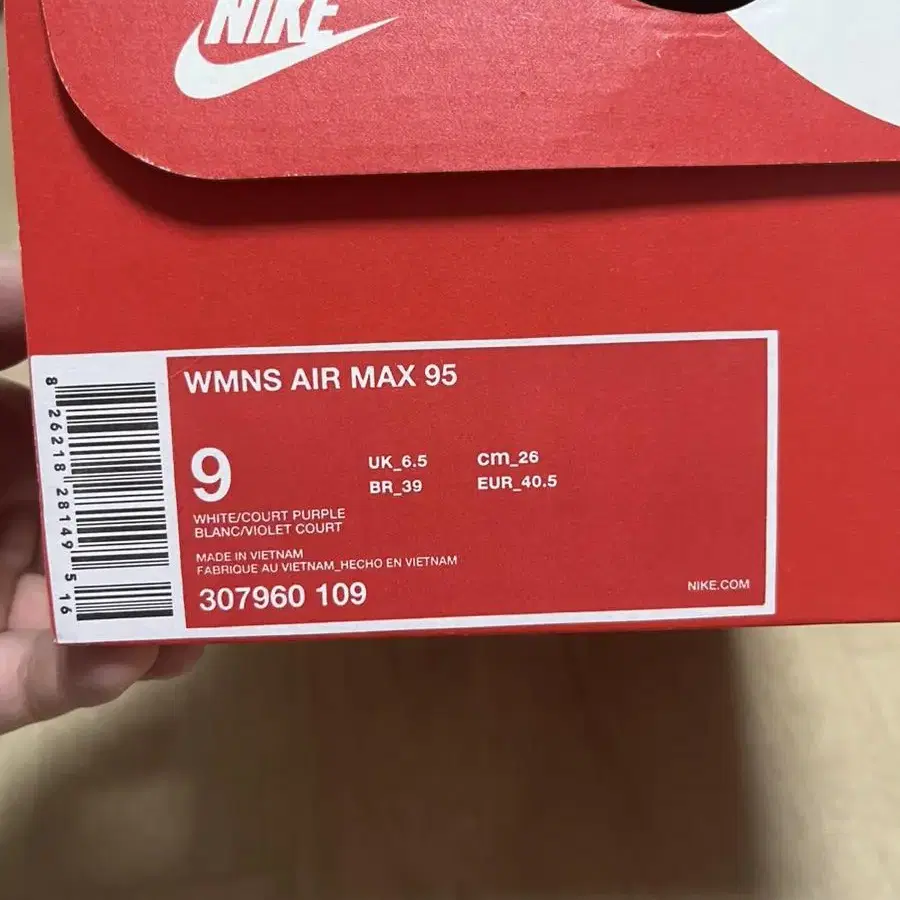 NIKE
WMNS AIR MAX 95
9
UK_6.5 cm_26
BR_39 EUR_40.5
WHITE/COURT PURPLE
BLANC/VIOLET COURT
MADE IN VIETNAM
FABRIQUE AU VIETNAM_HECHO EN VIETNAM
307960 109
NIKE.COM
8 26218 28149 5 16